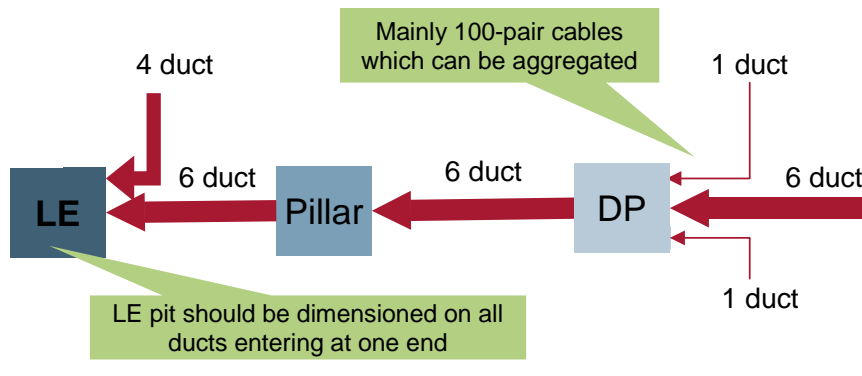 Mainly 100-pair cables
which can be aggregated
4 duct
1 duct
6 duct
6 duct
6 duct
LE
Pillar
DP
1 duct
LE pit should be dimensioned on all
ducts entering at one end